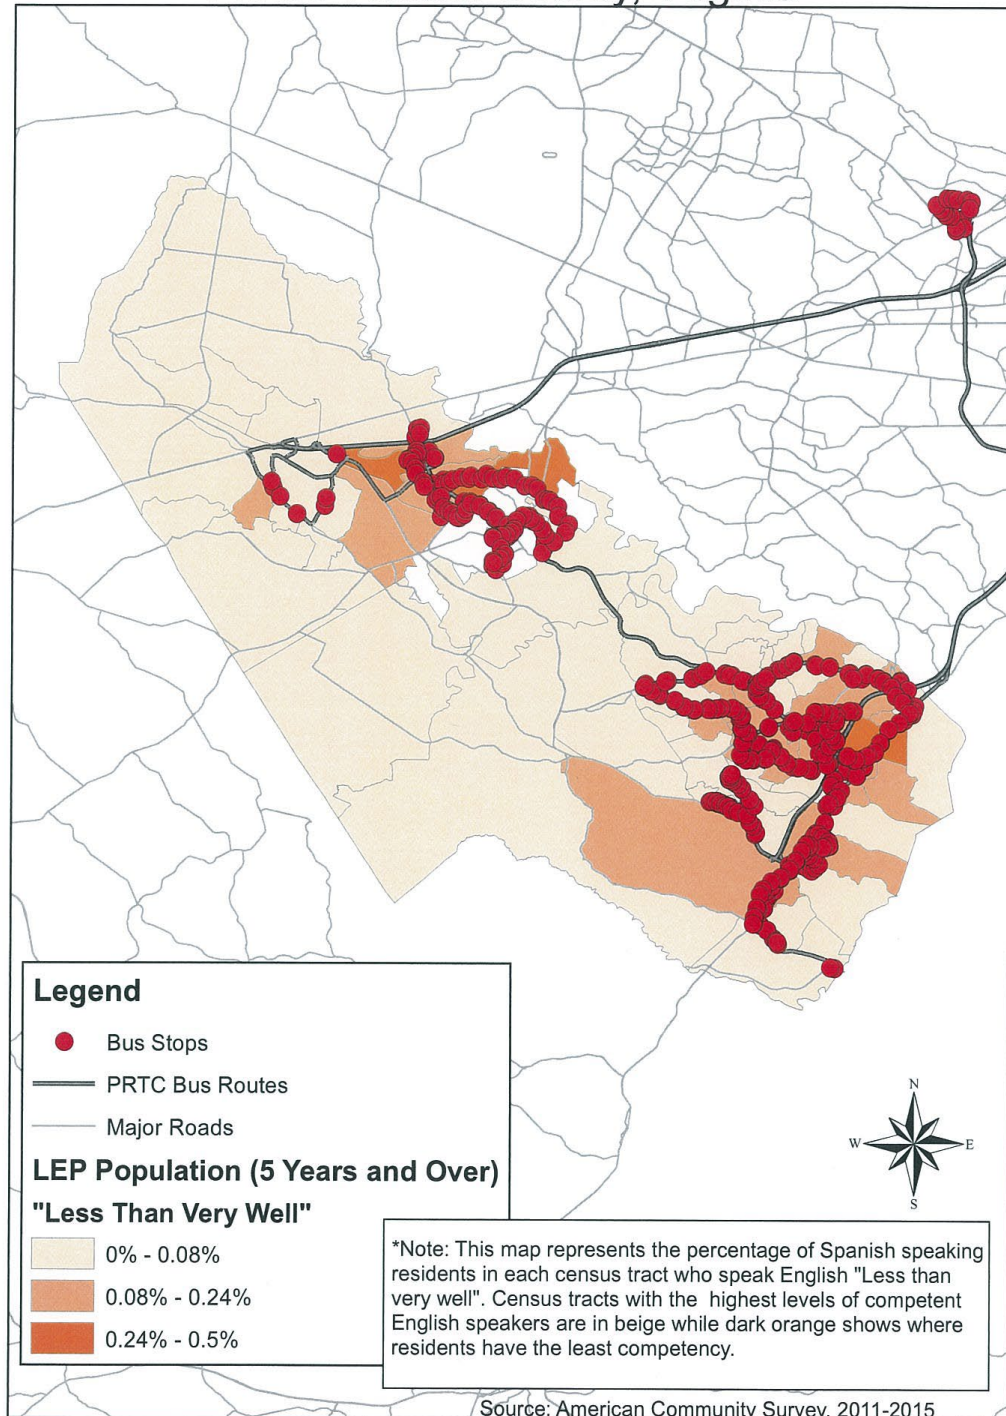 Legend
Bus Stops
PRTC Bus Routes
Major Roads
LEP Population (5 Years and Over)
"Less Than Very Well"
0% - 0.08%
0.08% - 0.24%
0.24% - 0.5%
N
W
E
S
*Note: This map represents the percentage of Spanish speaking
residents in each census tract who speak English "Less than
very well". Census tracts with the highest levels of competent
English speakers are in beige while dark orange shows where
residents have the least competency.
Source: American Community Survey, 2011-2015